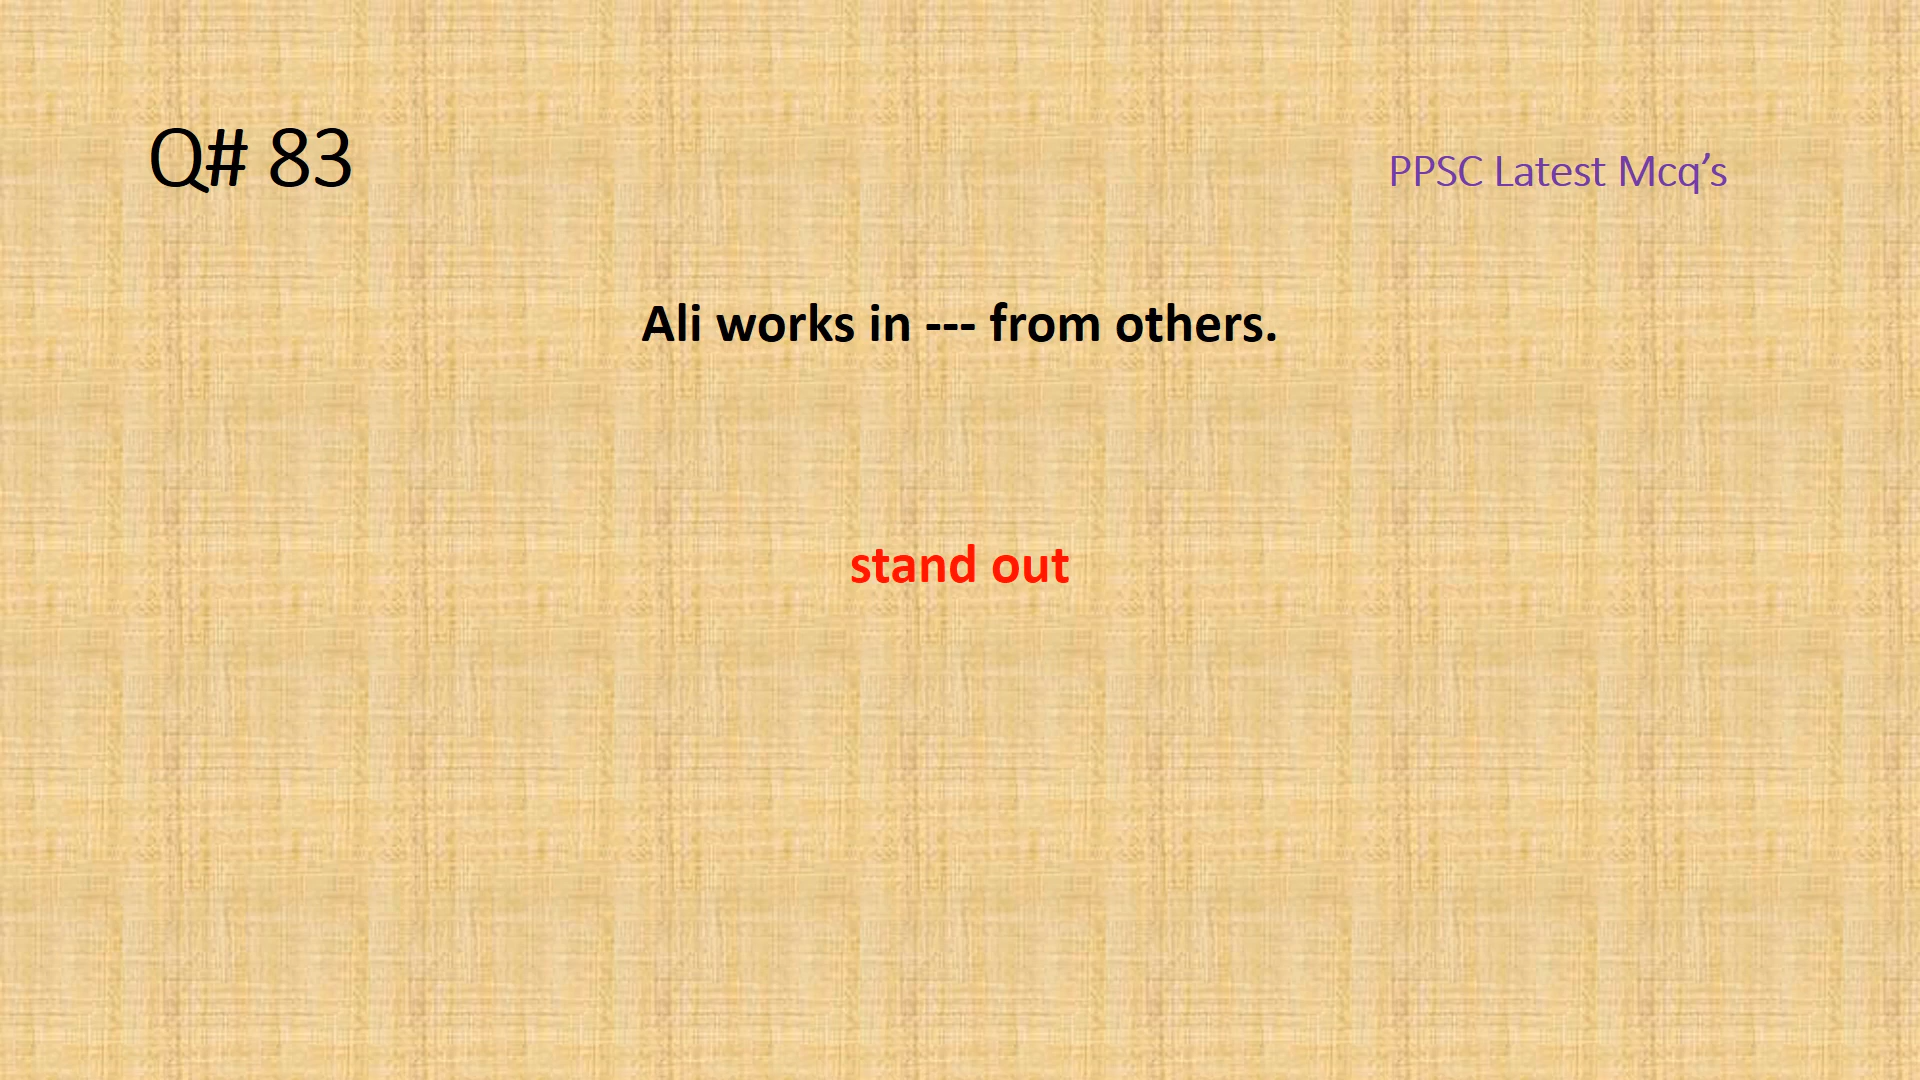 Q# 83
PPSC Latest Mcq’s
Ali works in --- from others.
stand out